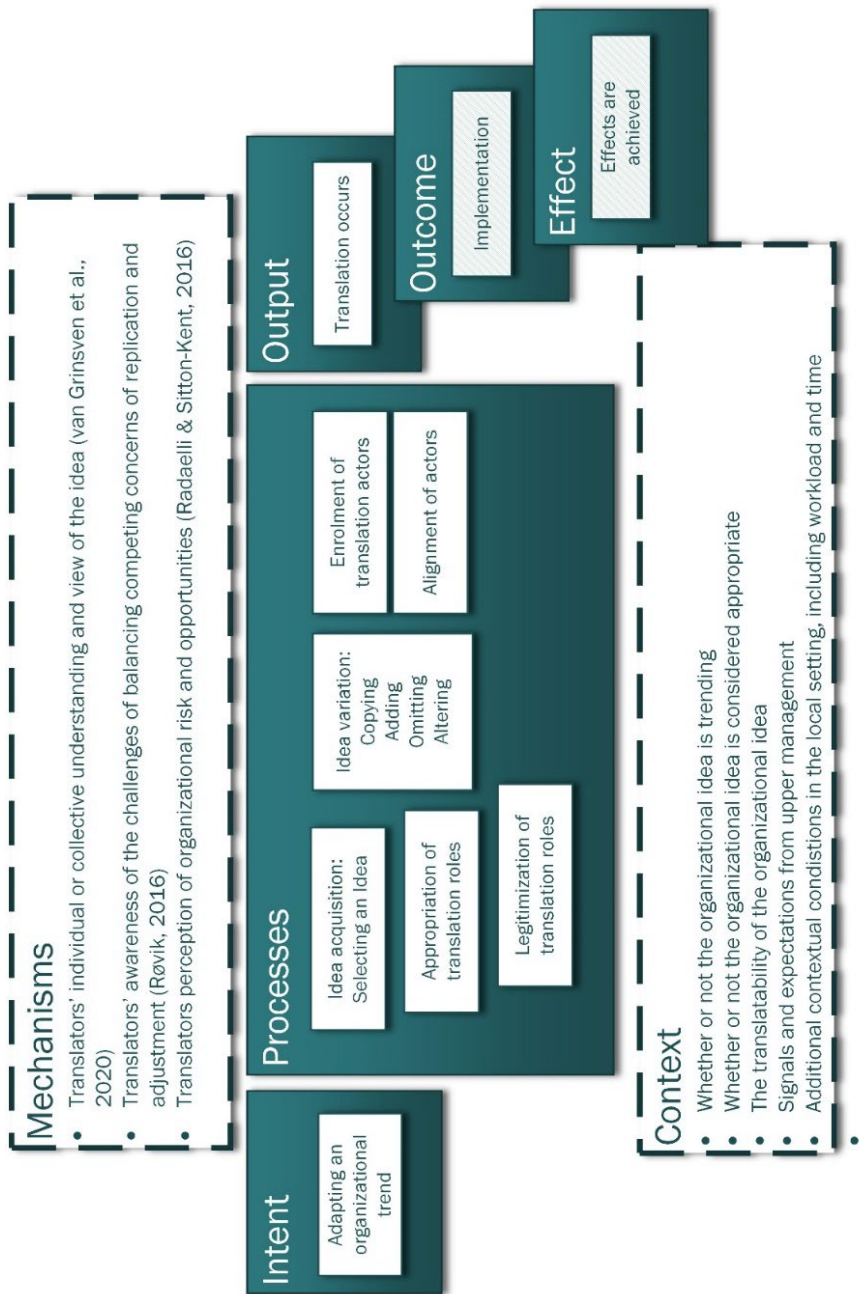 Mechanisms
• Translators' individual or collective understanding and view of the idea (van Grinsven et al.,
2020)
• Translators' awareness of the challenges of balancing competing concerns of replication and
adjustment (Røvik, 2016)
• Translators perception of organizational risk and opportunities (Radaelli & Sitton-Kent, 2016)
Intent
Adapting an
organizational
trend
Processes
Idea acquisition:
Selecting an Idea
Appropriation of
translation roles
Legitimization of
translation roles
Idea variation:
Copying
Adding
Omitting
Altering
Enrolment of
translation actors
Alignment of actors
Output
Translation occurs
Outcome
Implementation
Effect
Effects are
achieved
Context
• Whether or not the organizational idea is trending
• Whether or not the organizational idea is considered appropriate
• The translatability of the organizational idea
• Signals and expectations from upper management
• Additional contextual condistions in the local setting, including workload and time
•